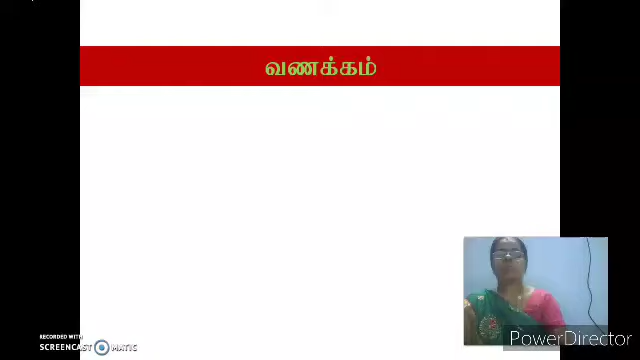 வணக்கம்
RECORDED WITH
SCREENCAST MATIC
PowerDirector